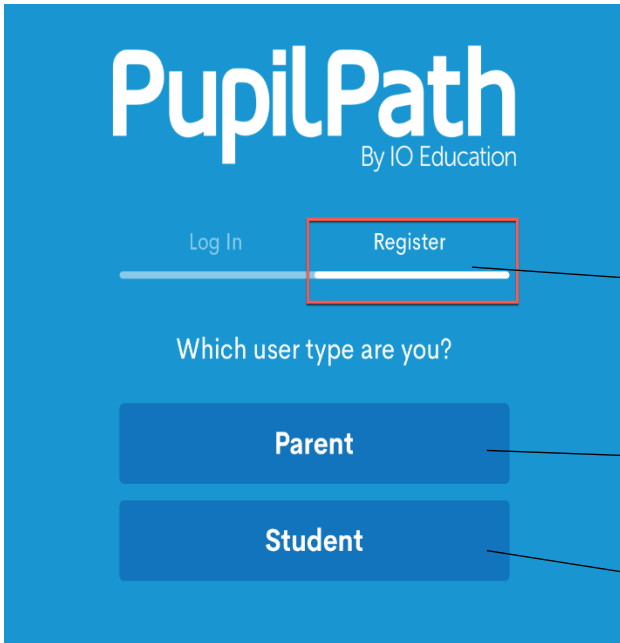 PupilPath
By IO Education
Log In Register
Which user type are you?
Parent
Student